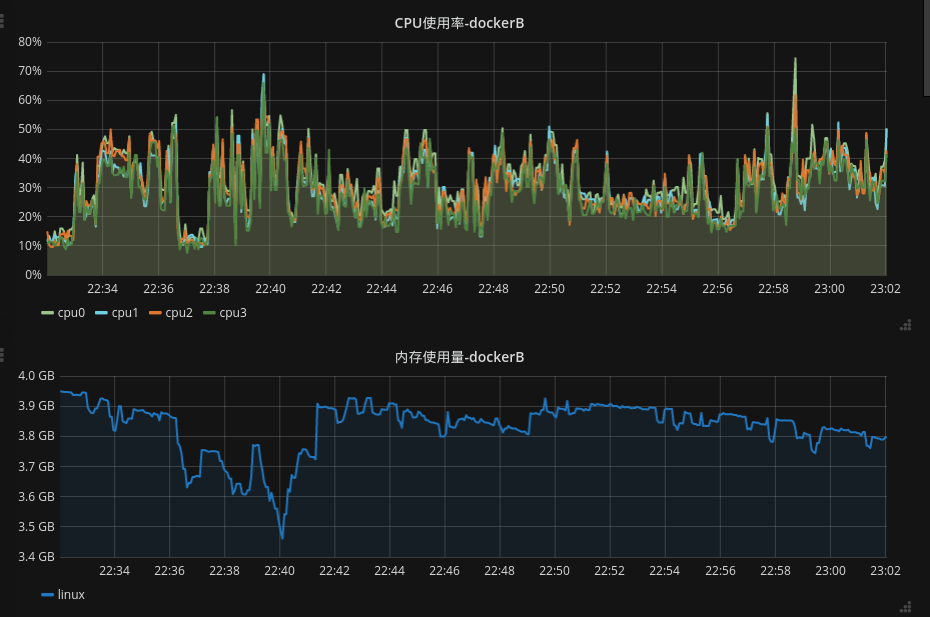 CPU使用率-dockerB
80%
70%
60%
50%
40%
30%
20%
10%
0%
22:34 22:36 22:38 22:40 22:42 22:44 22:46 22:48 22:50 22:52 22:54 22:56 22:58 23:00 23:02
cpu0 cpu1 cpu2 cpu3
内存使用量-dockerB
4.0 GB
3.9 GB
3.8 GB
3.7 GB
3.6 GB
3.5 GB
3.4 GB
22:34 22:36 22:38 22:40 22:42 22:44 22:46 22:48 22:50 22:52 22:54 22:56 22:58 23:00 23:02
linux